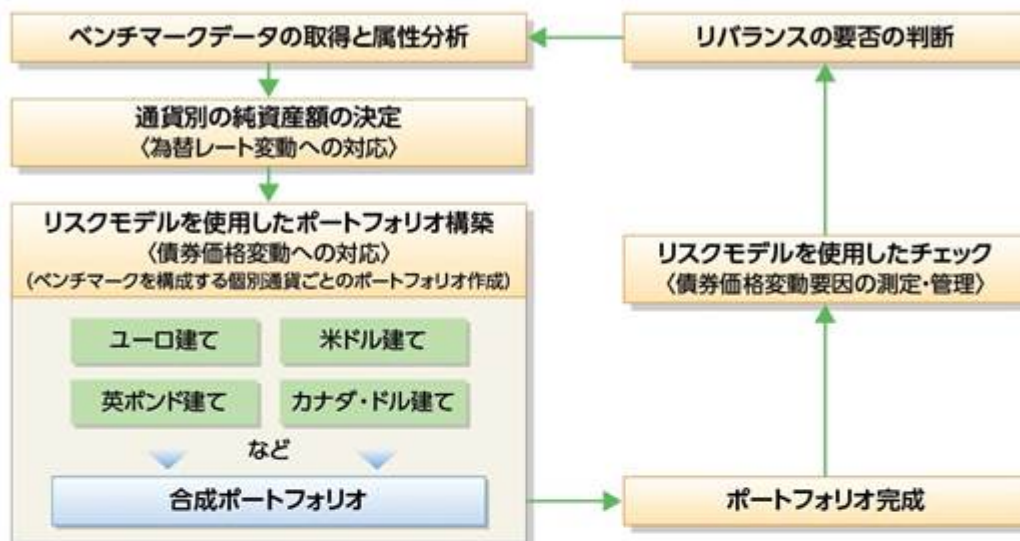 ベンチマークデータの取得と属性分析
リバランスの要否の判断
通貨別の純資産額の決定
〈為替レート変動への対応〉
リスクモデルを使用したポートフォリオ構築
〈債券価格変動への対応〉
(ベンチマークを構成する個別通貨ごとのポートフォリオ作成)
リスクモデルを使用したチェック
〈債券価格変動要因の測定・管理〉
ユーロ建て
米ドル建て
英ポンド建て
カナダ・ドル建て
など
合成ポートフォリオ
ポートフォリオ完成